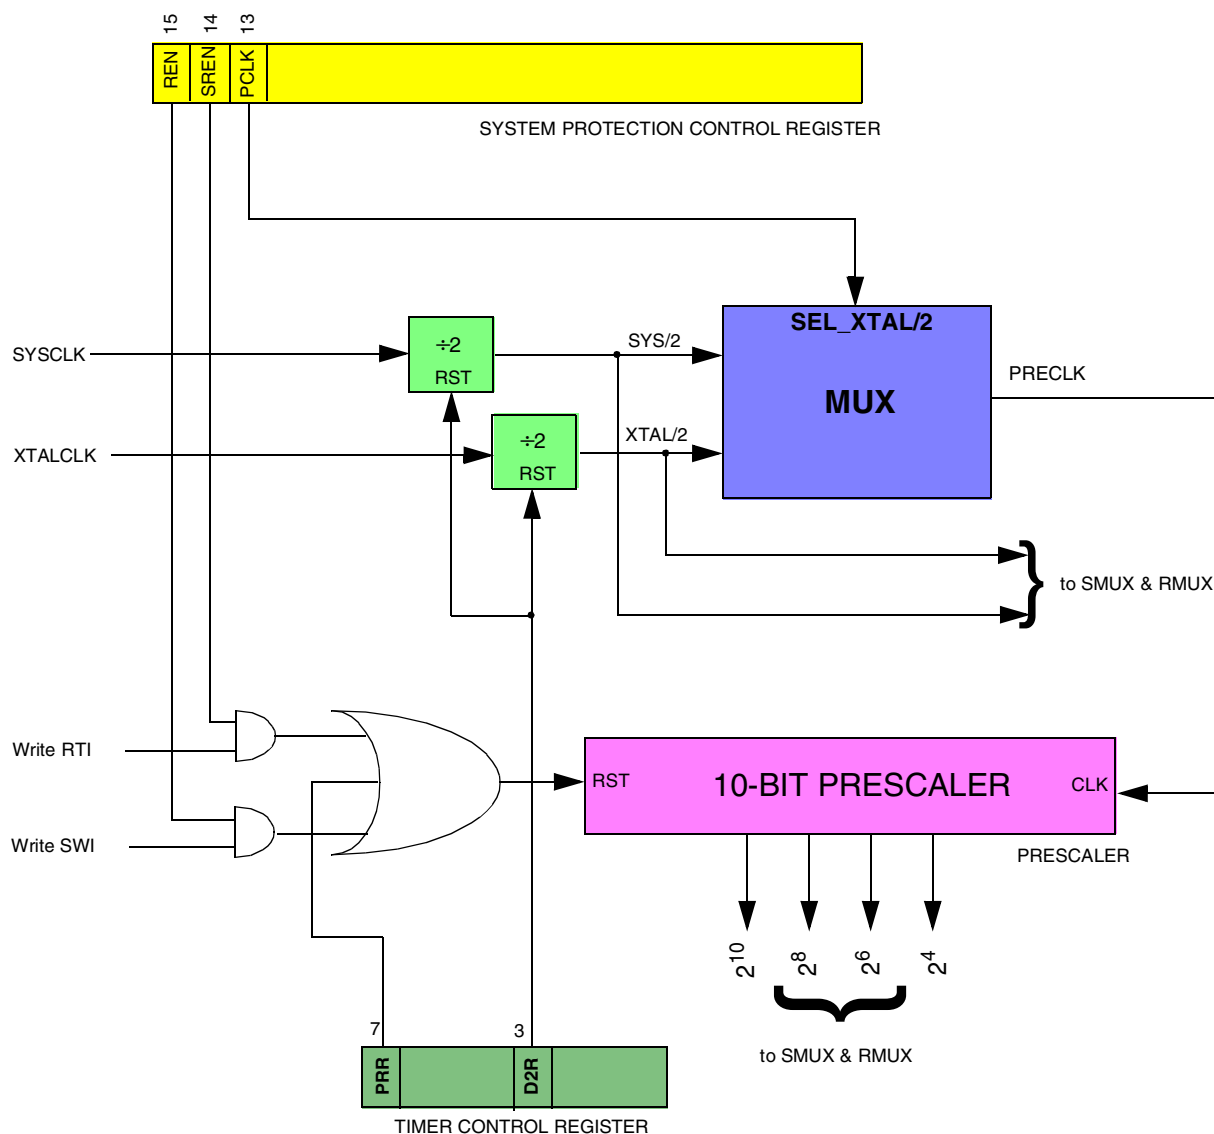 15
14
13
REN
SREN
PCLK
SYSTEM PROTECTION CONTROL REGISTER
SEL_XTAL/2
MUX
SYSCLK
÷2
RST
SYS/2
PRECLK
XTALCLK
÷2
RST
XTAL/2
} to SMUX & RMUX
Write RTI
Write SWI
RST
10-BIT PRESCALER
CLK
PRESCALER
2^10
2^8
2^6
2^4
to SMUX & RMUX
7
3
PRR
D2R
TIMER CONTROL REGISTER